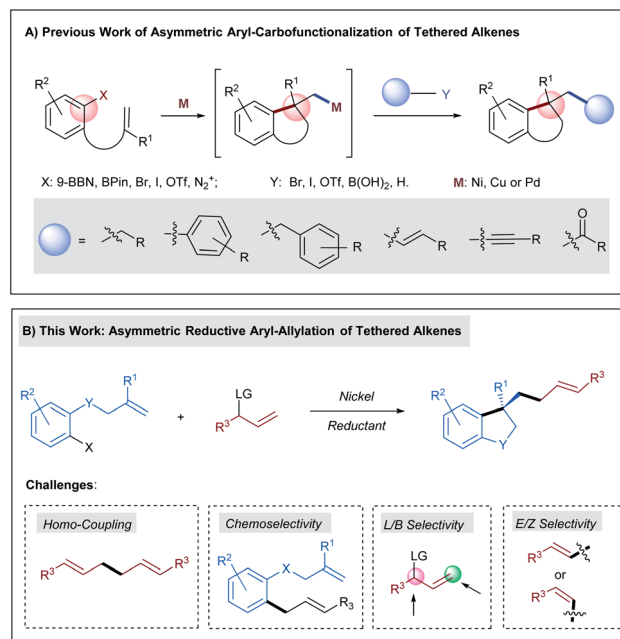 A) Previous Work of Asymmetric Aryl-Carbofunctionalization of Tethered Alkenes
R² X R¹ M R¹ M Y R² R¹
R²
X: 9-BBN, BPin, Br, I, OTf, N₂⁺; Y: Br, I, OTf, B(OH)₂, H. M: Ni, Cu or Pd
= R R R R R O R
B) This Work: Asymmetric Reductive Aryl-Allylation of Tethered Alkenes
R² Y R¹ X + LG R³ Nickel Reductant R² R¹ Y R³
Challenges:
Homo-Coupling Chemoselectivity L/B Selectivity E/Z Selectivity
R³ R³ R² X R¹ R³ LG R³ R³ or R³